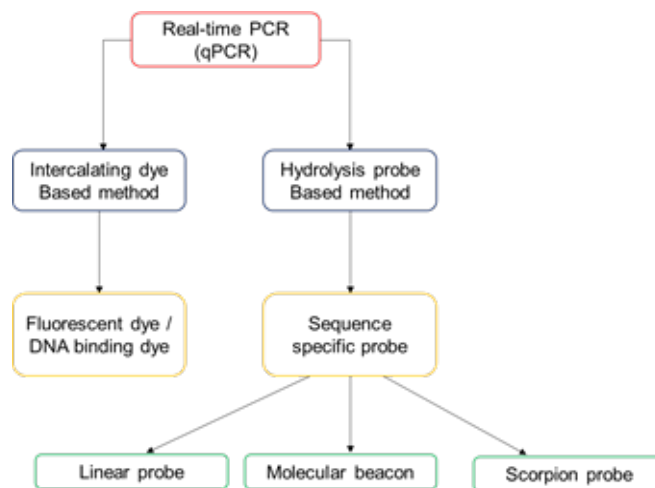 Real-time PCR
(qPCR)
Intercalating dye
Based method
Hydrolysis probe
Based method
Fluorescent dye /
DNA binding dye
Sequence
specific probe
Linear probe
Molecular beacon
Scorpion probe